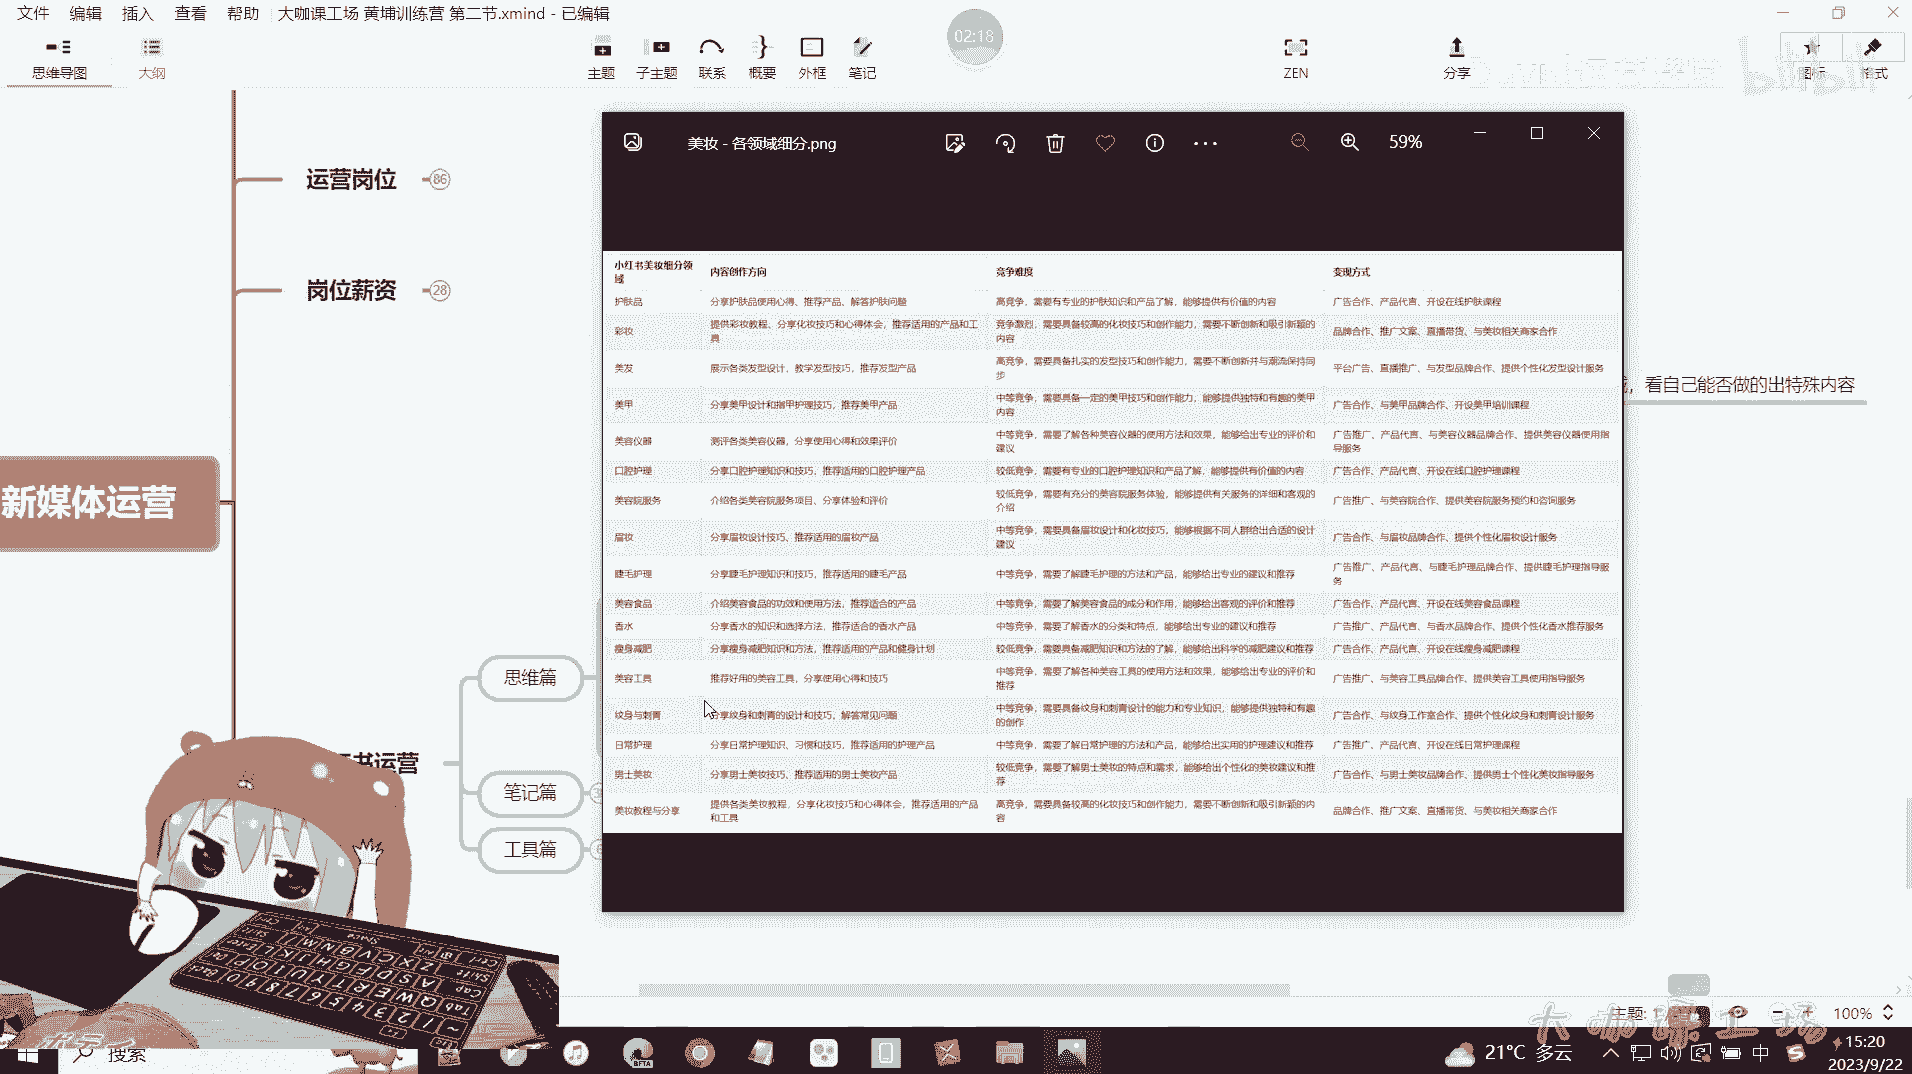 文件 编辑 插入 查看 帮助 大咖课工场 黄埔训练营 第二节.xmind - 已编辑
思维导图 大纲 主题 子主题 联系 概要 外框 笔记 02:18 ZEN 分享 图标 格式
bilibili
运营岗位 86
岗位薪资 28
新媒体运营
书运营
思维篇
笔记篇
工具篇
美妆 - 各领域细分.png 59%
小红书美妆细分领域 内容创作方向 竞争难度 变现方式
护肤品 分享护肤品使用心得、推荐产品、解答护肤问题 高竞争，需要有专业的护肤知识和产品了解，能够提供有价值的内容 广告合作、产品代言、开设在线护肤课程
彩妆 提供彩妆教程、分享化妆技巧和心得体会，推荐适用的产品和工具 竞争激烈，需要具备较高的化妆技巧和创作能力，需要不断创新和吸引新颖的内容 品牌合作、推广文案、直播带货、与美妆相关商家合作
美发 展示各类发型设计，教学发型技巧，推荐发型产品 高竞争，需要具备扎实的发型技巧和创作能力，需要不断创新并与潮流保持同步 平台广告、直播推广、与发型品牌合作、提供个性化发型设计服务
美甲 分享美甲设计和指甲护理技巧，推荐美甲产品 中等竞争，需要具备一定的美甲技巧和创作能力，能够提供独特和有趣的美甲内容 广告合作、与美甲品牌合作、开设美甲培训课程
美容仪器 测评各类美容仪器，分享使用心得和效果评价 中等竞争，需要了解各种美容仪器的使用方法和效果，能够给出专业的评价和建议 广告推广、产品代言、与美容仪器品牌合作、提供美容仪器使用指导服务
口腔护理 分享口腔护理知识和技巧，推荐适用的口腔护理产品 较低竞争，需要有专业的口腔护理知识和产品了解，能够提供有价值的内容 广告合作、产品代言、开设在线口腔护理课程
美容院服务 介绍各类美容院服务项目、分享体验和评价 较低竞争，需要有充分的美容院服务体验，能够提供有关服务的详细和客观的介绍 广告推广、与美容院合作、提供美容院服务预约和咨询服务
眉妆 分享眉妆设计技巧、推荐适用的眉妆产品 中等竞争，需要具备眉妆设计和化妆技巧，能够根据不同人群给出合适的设计建议 广告合作、与眉妆品牌合作、提供个性化眉妆设计服务
睫毛护理 分享睫毛护理知识和技巧，推荐适用的睫毛产品 中等竞争，需要了解睫毛护理的方法和产品，能够给出专业的建议和推荐 广告推广、产品代言、与睫毛护理品牌合作、提供睫毛护理指导服务
美容食品 介绍美容食品的功效和使用方法，推荐适合的产品 中等竞争，需要了解美容食品的成分和作用，能够给出客观的评价和推荐 广告合作、产品代言、开设在线美容食品课程
香水 分享香水的知识和选择方法，推荐适合的香水产品 中等竞争，需要了解香水的分类和特点，能够给出专业的建议和推荐 广告推广、产品代言、与香水品牌合作、提供个性化香水推荐服务
瘦身减肥 分享瘦身减肥知识和方法，推荐适用的产品和健身计划 较低竞争，需要具备减肥知识和方法的了解，能够给出科学的减肥建议和推荐 广告合作、产品代言、开设在线瘦身减肥课程
美容工具 推荐好用的美容工具，分享使用心得和技巧 中等竞争，需要了解各种美容工具的使用方法和效果，能够给出专业的评价和推荐 广告推广、与美容工具品牌合作、提供美容工具使用指导服务
纹身与刺青 分享纹身和刺青的设计和技巧，解答常见问题 中等竞争，需要具备纹身和刺青设计的能力和专业知识，能够提供独特和有趣的创作 广告合作、与纹身工作室合作、提供个性化纹身和刺青设计服务
日常护理 分享日常护理知识、习惯和技巧，推荐适用的护理产品 中等竞争，需要了解日常护理的方法和产品，能够给出实用的护理建议和推荐 广告推广、产品代言、开设在线日常护理课程
男士美妆 分享男士美妆技巧、推荐适用的男士美妆产品 较低竞争，需要了解男士美妆的特点和需求，能够给出个性化的美妆建议和推荐 广告合作、与男士美妆品牌合作、提供男士个性化美妆指导服务
美妆教程与分享 提供各类美妆教程，分享化妆技巧和心得体会，推荐适用的产品和工具 高竞争，需要具备较高的化妆技巧和创作能力，需要不断创新和吸引新颖的内容 品牌合作、推广文案、直播带货、与美妆相关商家合作
，看自己能否做的出特殊内容
主题: 1 100%
大咖课工场
搜索 BETA 21°C 多云 中 15:20
2023/9/22